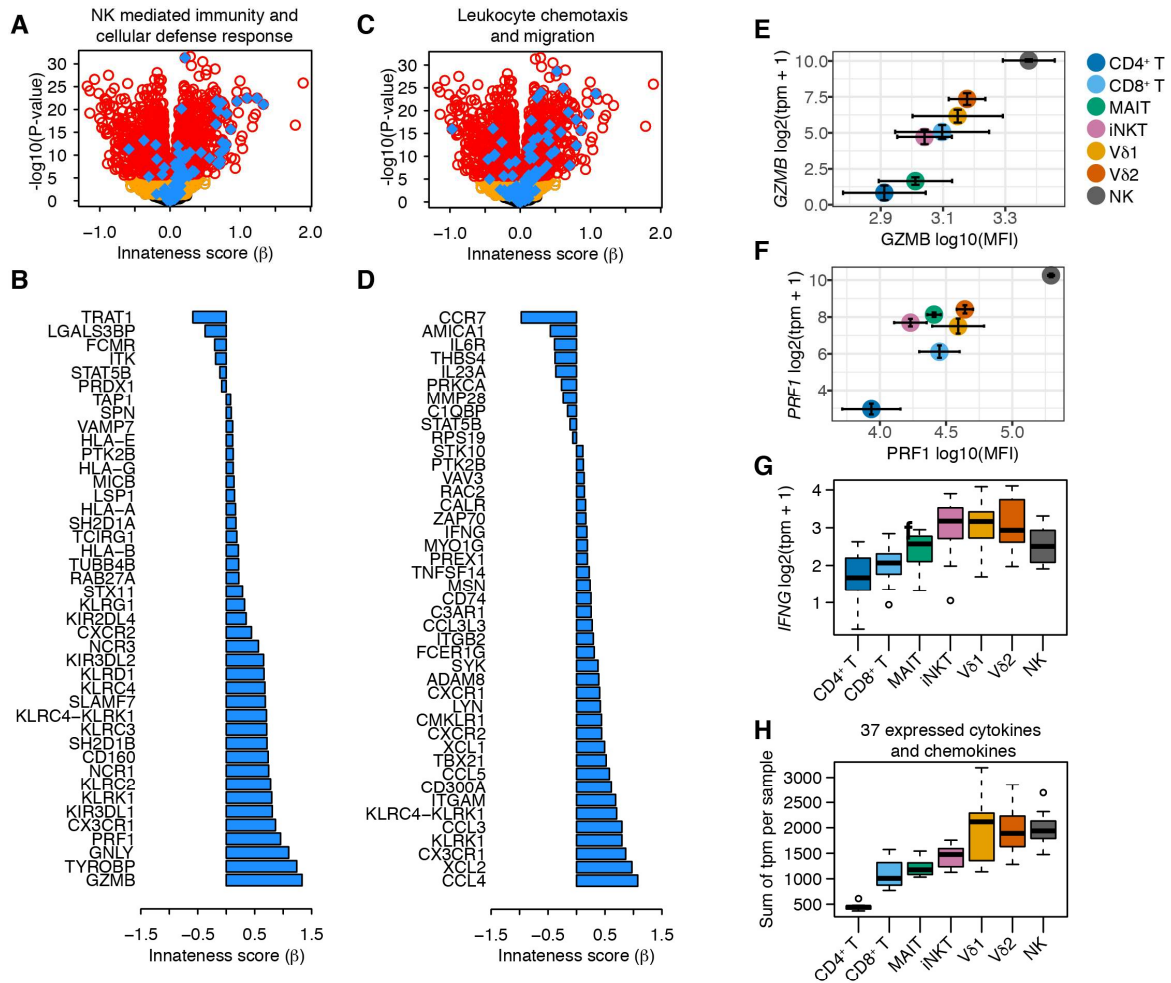 A
NK mediated immunity and
cellular defense response
-log10(P-value)
30
25
20
15
10
5
0
−1.0
0.0
1.0
2.0
Innateness score (β)
C
Leukocyte chemotaxis
and migration
-log10(P-value)
30
25
20
15
10
5
0
−1.0
0.0
1.0
2.0
Innateness score (β)
B
TRAT1
LGALS3BP
FCMR
ITK
STAT5B
PRDX1
TAP1
SPN
VAMP7
HLA−E
PTK2B
HLA−G
MICB
LSP1
HLA−A
SH2D1A
TCIRG1
HLA−B
TUBB4B
RAB27A
STX11
KLRG1
KIR2DL4
CXCR2
NCR3
KIR3DL2
KLRD1
KLRC4
SLAMF7
KLRC4−KLRK1
KLRC3
SH2D1B
CD160
NCR1
KLRC2
KLRK1
KIR3DL1
CX3CR1
PRF1
GNLY
TYROBP
GZMB
−1.5
−0.5
0.5
1.5
Innateness score (β)
D
CCR7
AMICA1
IL6R
THBS4
IL23A
PRKCA
MMP28
C1QBP
STAT5B
RPS19
STK10
PTK2B
VAV3
RAC2
CALR
ZAP70
IFNG
MYO1G
PREX1
TNFSF14
MSN
CD74
C3AR1
CCL3L3
ITGB2
FCER1G
SYK
ADAM8
CXCR1
LYN
CMKLR1
CXCR2
XCL1
TBX21
CCL5
CD300A
ITGAM
KLRC4−KLRK1
CCL3
KLRK1
CX3CR1
XCL2
CCL4
−1.5
−0.5
0.5
1.5
Innateness score (β)
E
GZMB log2(tpm + 1)
10.0
7.5
5.0
2.5
0.0
2.9
3.1
3.3
GZMB log10(MFI)
CD4⁺ T
CD8⁺ T
MAIT
iNKT
Vδ1
Vδ2
NK
F
PRF1 log2(tpm + 1)
10
8
6
4
4.0
4.5
5.0
PRF1 log10(MFI)
G
IFNG log2(tpm + 1)
4
3
2
1
CD4⁺ T
CD8⁺ T
MAIT
iNKT
Vδ1
Vδ2
NK
H
37 expressed cytokines
and chemokines
Sum of tpm per sample
3000
2500
2000
1500
1000
500
CD4⁺ T
CD8⁺ T
MAIT
iNKT
Vδ1
Vδ2
NK